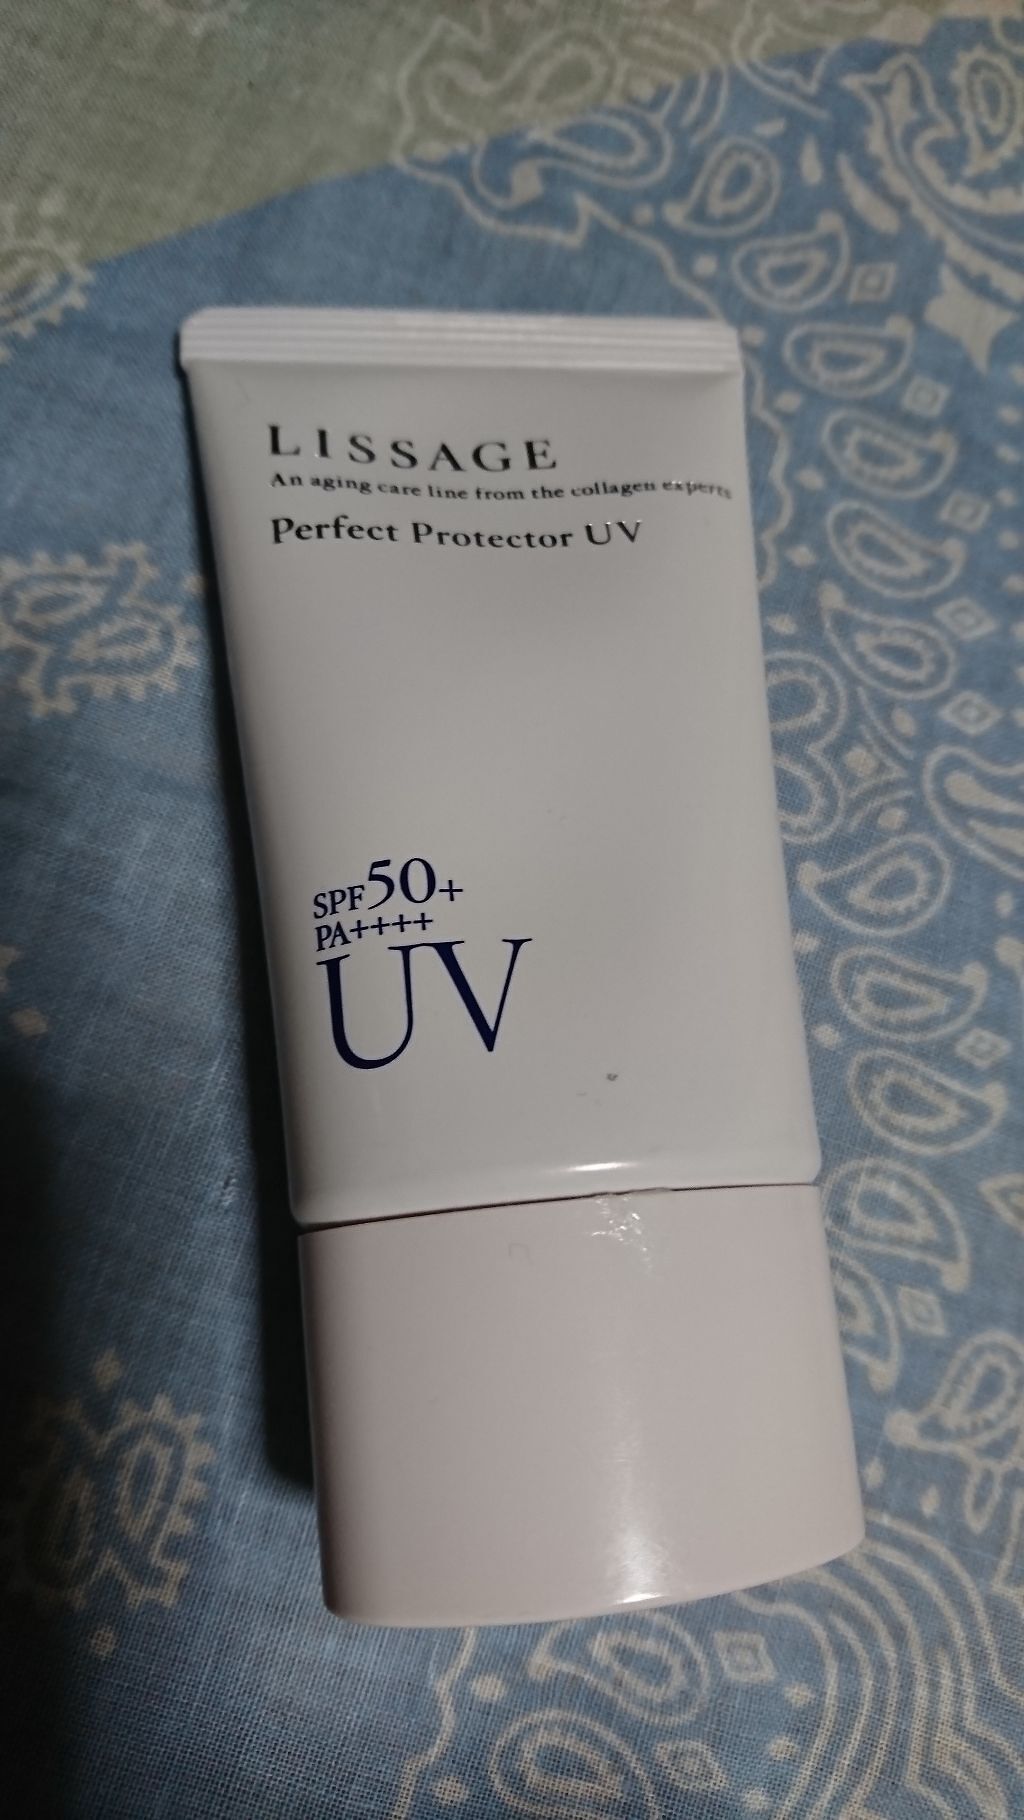 LISSAGE
An aging care line from the collagen experts
Perfect Protector UV
SPF50+
PA++++
UV